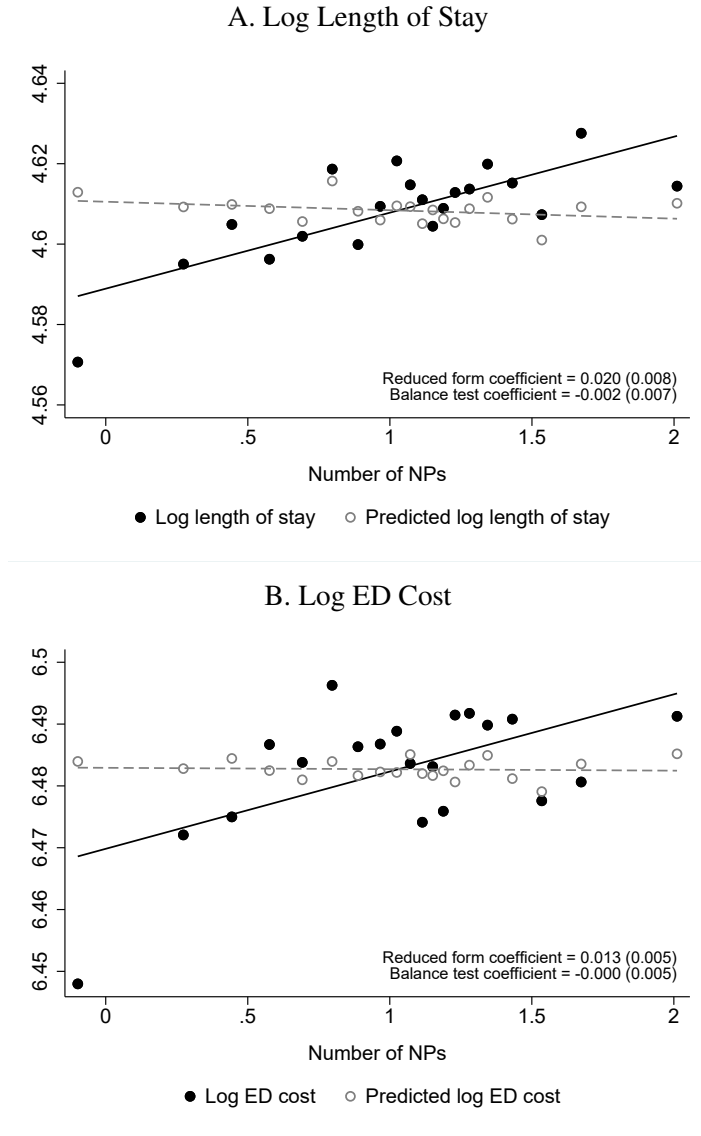 A. Log Length of Stay
4.64
4.62
4.6
4.58
4.56
Reduced form coefficient = 0.020 (0.008)
Balance test coefficient = -0.002 (0.007)
0 .5 1 1.5 2
Number of NPs
Log length of stay Predicted log length of stay
B. Log ED Cost
6.5
6.49
6.48
6.47
6.46
6.45
Reduced form coefficient = 0.013 (0.005)
Balance test coefficient = -0.000 (0.005)
0 .5 1 1.5 2
Number of NPs
Log ED cost Predicted log ED cost